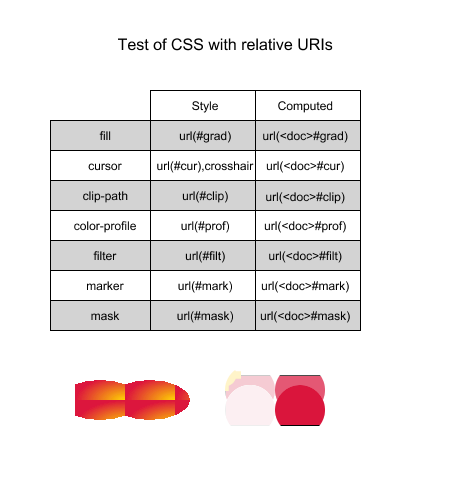 Test of CSS with relative URIs
Style Computed
fill url(#grad) url(<doc>#grad)
cursor url(#cur),crosshair url(<doc>#cur)
clip-path url(#clip) url(<doc>#clip)
color-profile url(#prof) url(<doc>#prof)
filter url(#filt) url(<doc>#filt)
marker url(#mark) url(<doc>#mark)
mask url(#mask) url(<doc>#mask)